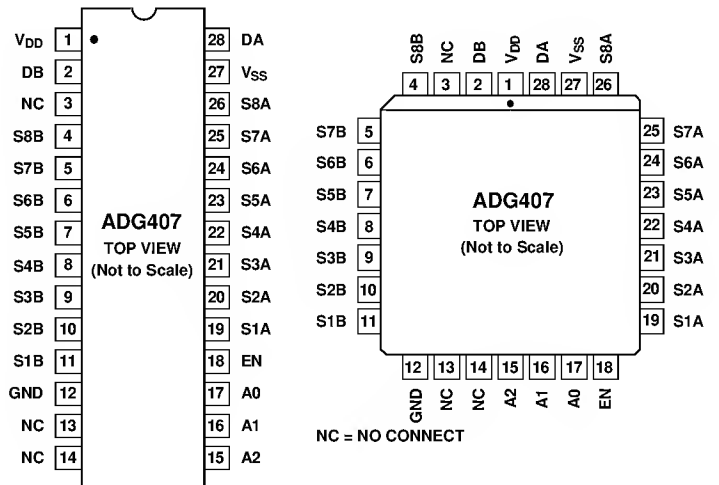 VDD 1 28 DA
DB 2 27 VSS
NC 3 26 S8A
S8B 4 25 S7A
S7B 5 24 S6A
S6B 6 23 S5A
S5B 7 22 S4A
S4B 8 21 S3A
S3B 9 20 S2A
S2B 10 19 S1A
S1B 11 18 EN
GND 12 17 A0
NC 13 16 A1
NC 14 15 A2
ADG407
TOP VIEW
(Not to Scale)
S8B NC DB VDD DA VSS S8A
4 3 2 1 28 27 26
S7B 5 25 S7A
S6B 6 24 S6A
S5B 7 23 S5A
S4B 8 22 S4A
S3B 9 21 S3A
S2B 10 20 S2A
S1B 11 19 S1A
ADG407
TOP VIEW
(Not to Scale)
12 13 14 15 16 17 18
GND NC NC A2 A1 A0 EN
NC = NO CONNECT